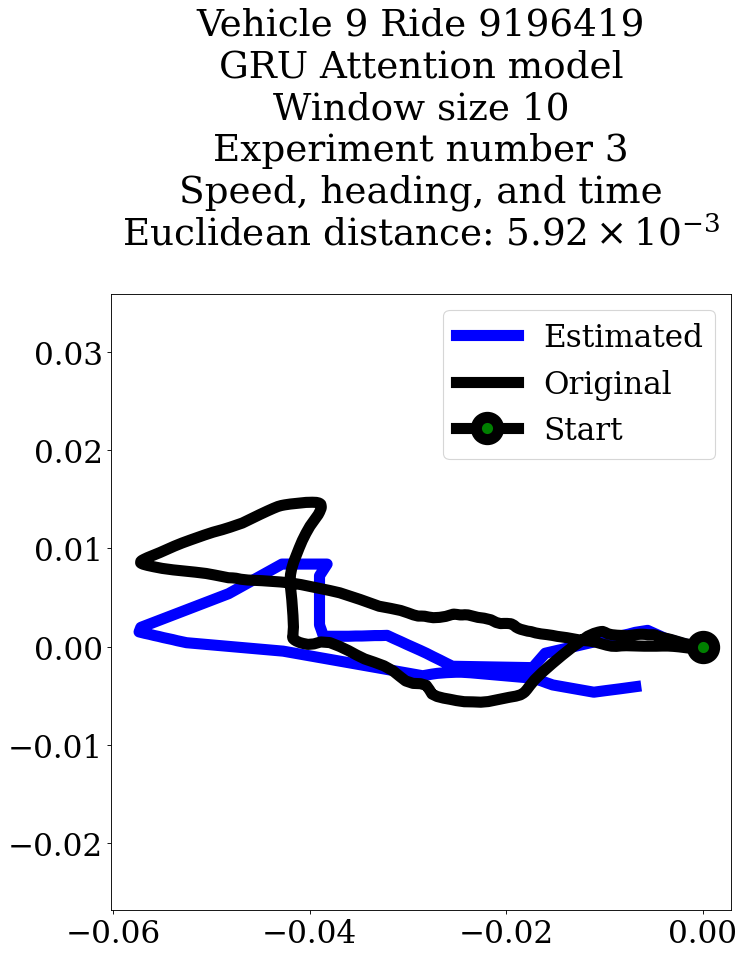 Vehicle 9 Ride 9196419
GRU Attention model
Window size 10
Experiment number 3
Speed, heading, and time
Euclidean distance: 5.92 × 10⁻³
Estimated
Original
Start
0.03
0.02
0.01
0.00
−0.01
−0.02
−0.06 −0.04 −0.02 0.00